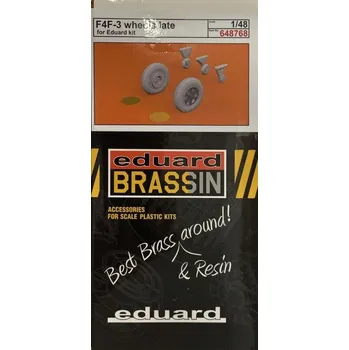 F4F-3 wheels late
for Eduard kit
1/48
648768
eduard
BRASSIN
ACCESSORIES
FOR SCALE PLASTIC KITS
Best Brass around!
& Resin
eduard